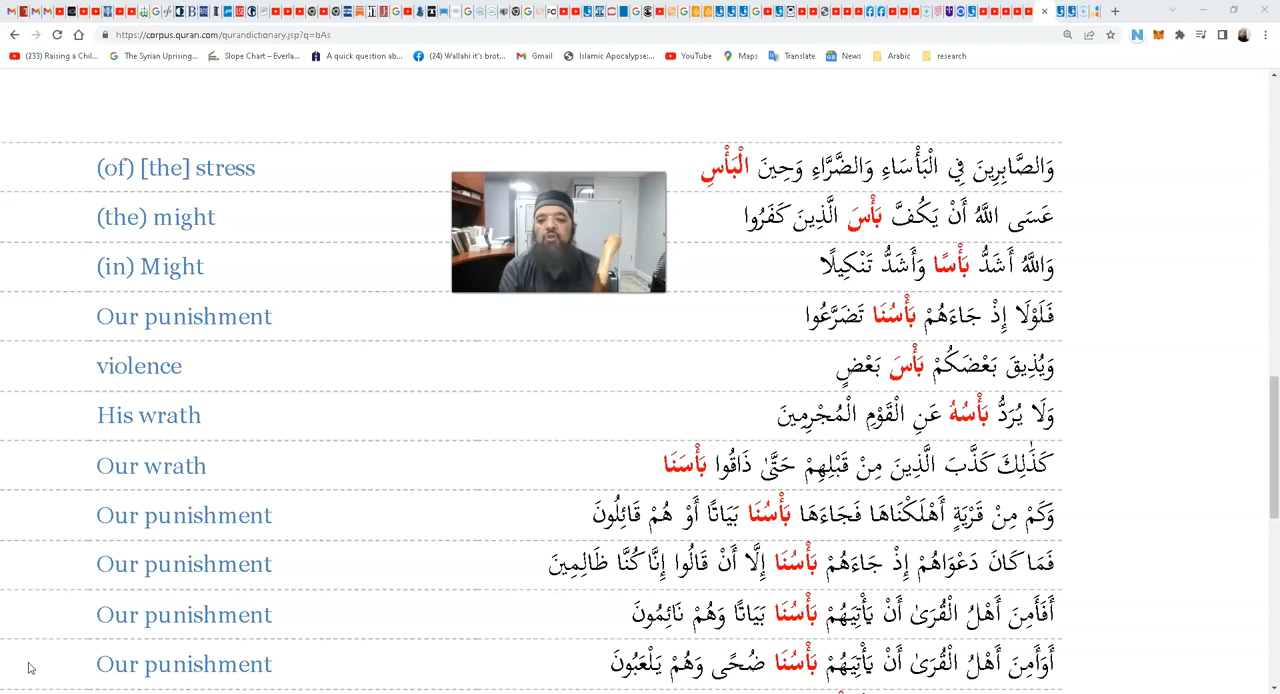 https://corpus.quran.com/qurandictionary.jsp?q=bAs
(233) Raising a Chil... The Syrian Uprising... Slope Chart – Everla... A quick question ab... (24) Wallahi it's brot... Gmail Islamic Apocalypse:... YouTube Maps Translate News Arabic research
(of) [the] stress وَالصَّابِرِينَ فِي الْبَأْسَاءِ وَالضَّرَّاءِ وَحِينَ الْبَأْسِ
(the) might عَسَى اللَّهُ أَنْ يَكُفَّ بَأْسَ الَّذِينَ كَفَرُوا
(in) Might وَاللَّهُ أَشَدُّ بَأْسًا وَأَشَدُّ تَنْكِيلًا
Our punishment فَلَوْلَا إِذْ جَاءَهُمْ بَأْسُنَا تَضَرَّعُوا
violence وَيُذِيقَ بَعْضَكُمْ بَأْسَ بَعْضٍ
His wrath وَلَا يُرَدُّ بَأْسُهُ عَنِ الْقَوْمِ الْمُجْرِمِينَ
Our wrath كَذَٰلِكَ كَذَّبَ الَّذِينَ مِنْ قَبْلِهِمْ حَتَّىٰ ذَاقُوا بَأْسَنَا
Our punishment وَكَمْ مِنْ قَرْيَةٍ أَهْلَكْنَاهَا فَجَاءَهَا بَأْسُنَا بَيَاتًا أَوْ هُمْ قَائِلُونَ
Our punishment فَمَا كَانَ دَعْوَاهُمْ إِذْ جَاءَهُمْ بَأْسُنَا إِلَّا أَنْ قَالُوا إِنَّا كُنَّا ظَالِمِينَ
Our punishment أَفَأَمِنَ أَهْلُ الْقُرَىٰ أَنْ يَأْتِيَهُمْ بَأْسُنَا بَيَاتًا وَهُمْ نَائِمُونَ
Our punishment أَوَأَمِنَ أَهْلُ الْقُرَىٰ أَنْ يَأْتِيَهُمْ بَأْسُنَا ضُحًى وَهُمْ يَلْعَبُونَ